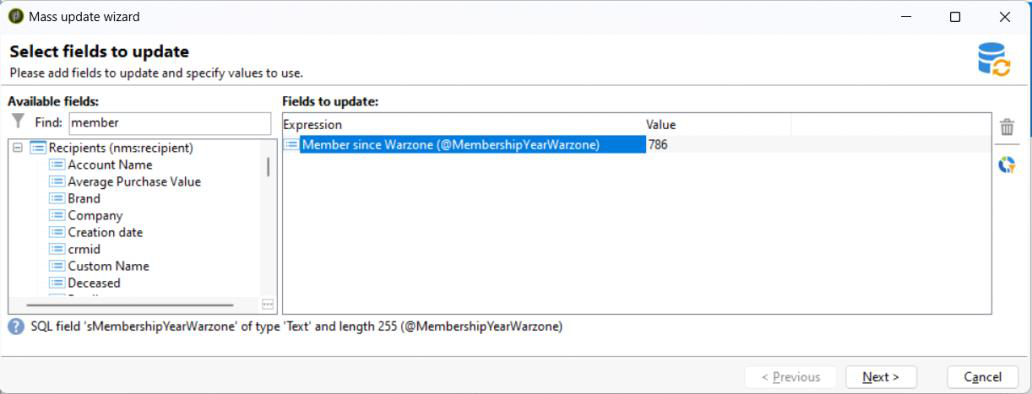 Mass update wizard
Select fields to update
Please add fields to update and specify values to use.
Available fields:
Find: member
Recipients (nms:recipient)
Account Name
Average Purchase Value
Brand
Company
Creation date
crmid
Custom Name
Deceased
Fields to update:
Expression Value
Member since Warzone (@MembershipYearWarzone) 786
SQL field 'sMembershipYearWarzone' of type 'Text' and length 255 (@MembershipYearWarzone)
< Previous Next > Cancel